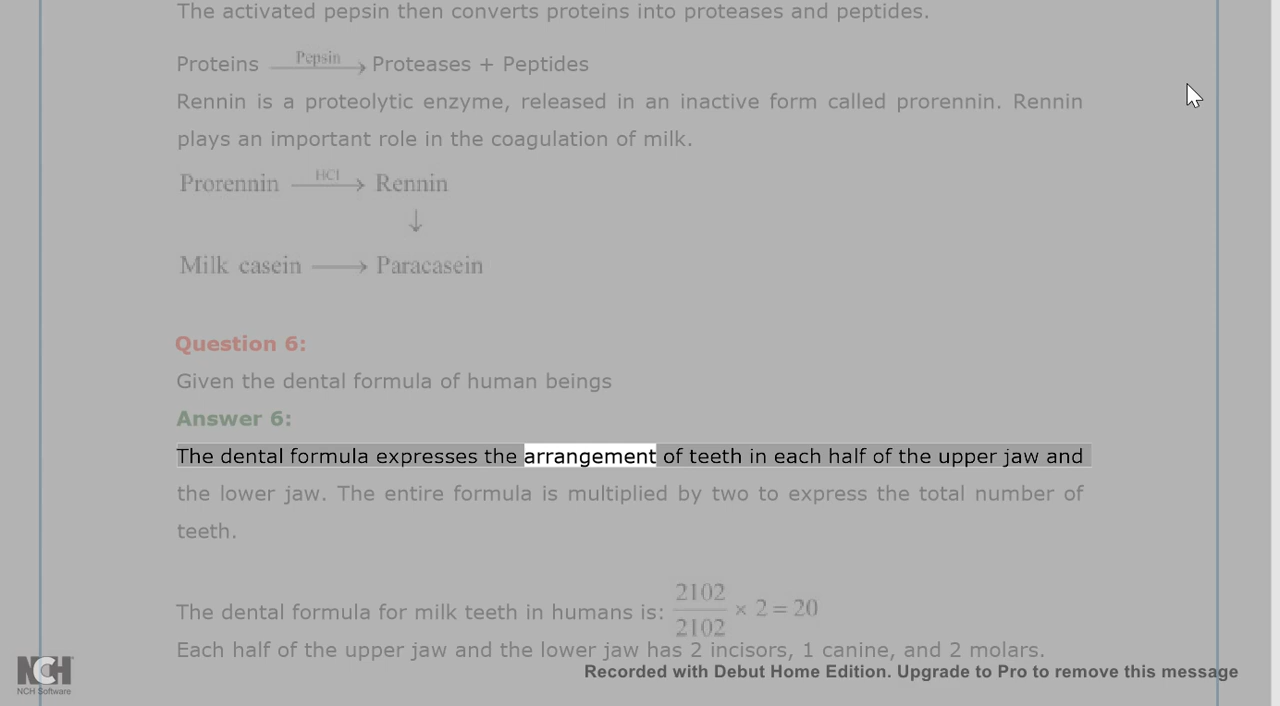 The activated pepsin then converts proteins into proteases and peptides.
Proteins Pepsin → Proteases + Peptides
Rennin is a proteolytic enzyme, released in an inactive form called prorennin. Rennin
plays an important role in the coagulation of milk.
Prorennin HCl → Rennin
↓
Milk casein → Paracasein
Question 6:
Given the dental formula of human beings
Answer 6:
The dental formula expresses the arrangement of teeth in each half of the upper jaw and
the lower jaw. The entire formula is multiplied by two to express the total number of
teeth.
The dental formula for milk teeth in humans is: 2102/2102 × 2 = 20
Each half of the upper jaw and the lower jaw has 2 incisors, 1 canine, and 2 molars.
Recorded with Debut Home Edition. Upgrade to Pro to remove this message
NCH
NCH Software